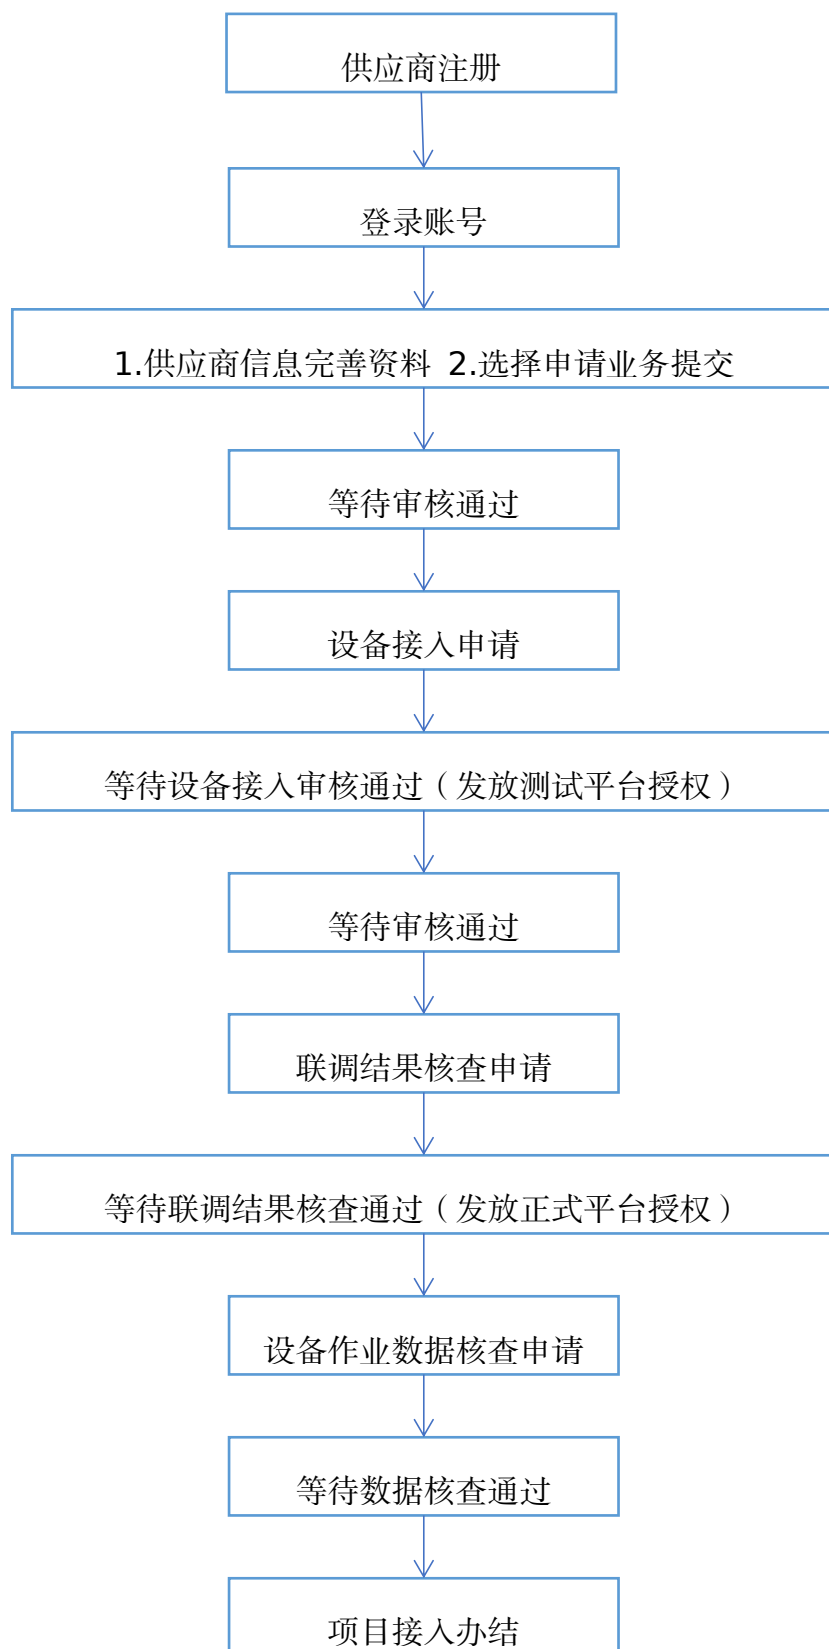 供应商注册
登录账号
1.供应商信息完善资料 2.选择申请业务提交
等待审核通过
设备接入申请
等待设备接入审核通过（发放测试平台授权）
等待审核通过
联调结果核查申请
等待联调结果核查通过（发放正式平台授权）
设备作业数据核查申请
等待数据核查通过
项目接入办结